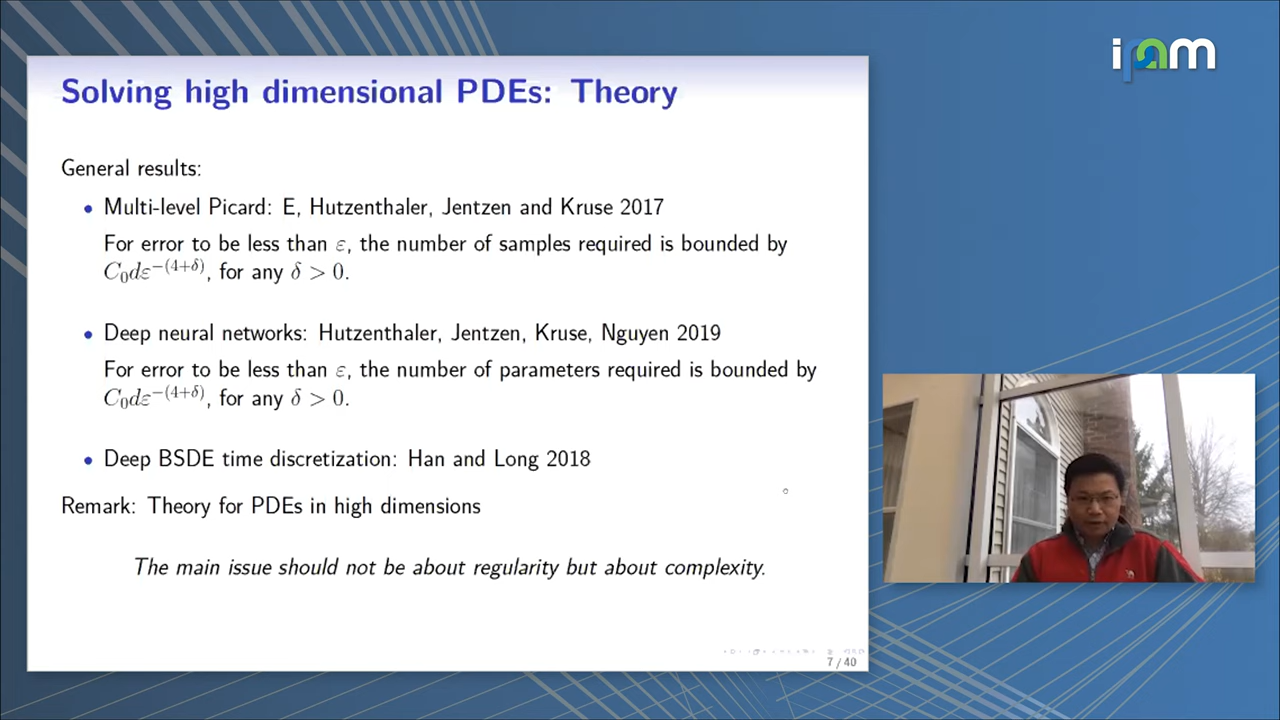 ipam
Solving high dimensional PDEs: Theory
General results:
• Multi-level Picard: E, Hutzenthaler, Jentzen and Kruse 2017
For error to be less than ε, the number of samples required is bounded by
C₀dε⁻⁽⁴⁺ᵟ⁾, for any δ > 0.
• Deep neural networks: Hutzenthaler, Jentzen, Kruse, Nguyen 2019
For error to be less than ε, the number of parameters required is bounded by
C₀dε⁻⁽⁴⁺ᵟ⁾, for any δ > 0.
• Deep BSDE time discretization: Han and Long 2018
Remark: Theory for PDEs in high dimensions
The main issue should not be about regularity but about complexity.
7 / 40